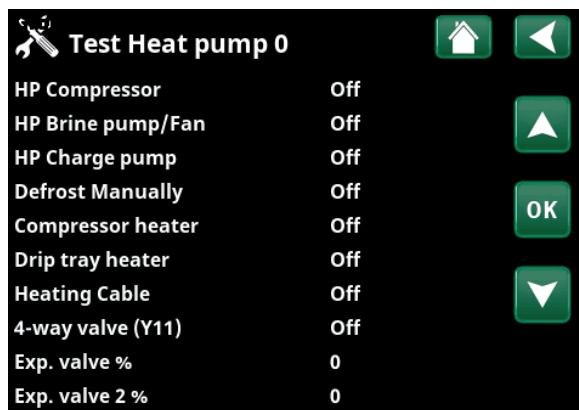 Test Heat pump 0
HP Compressor Off
HP Brine pump/Fan Off
HP Charge pump Off
Defrost Manually Off
Compressor heater Off
OK
Drip tray heater Off
Heating Cable Off
4-way valve (Y11) Off
Exp. valve % 0
Exp. valve 2 % 0